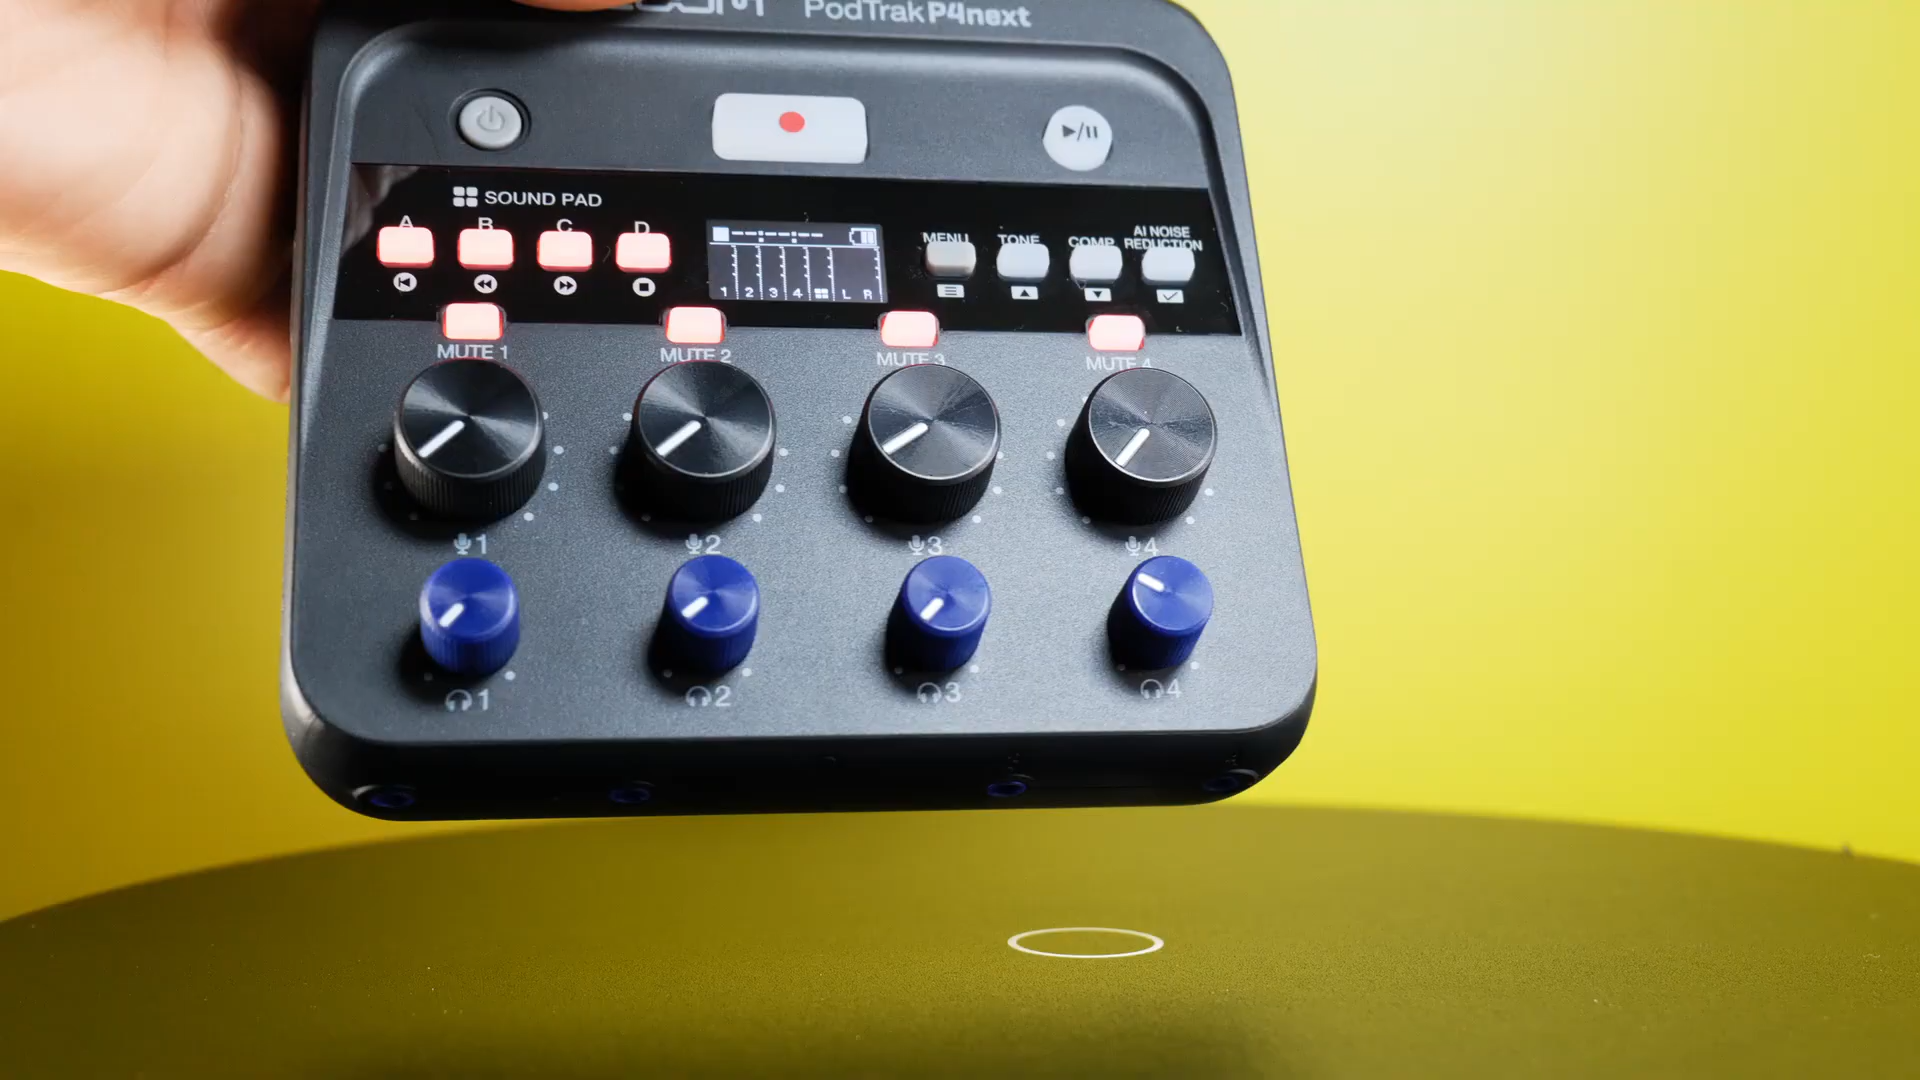 PodTrak P4next
SOUND PAD
A B C D
MENU TONE COMP AI NOISE REDUCTION
--:--:--
1 2 3 4 L R
MUTE 1 MUTE 2 MUTE 3 MUTE 4
1 2 3 4
1 2 3 4